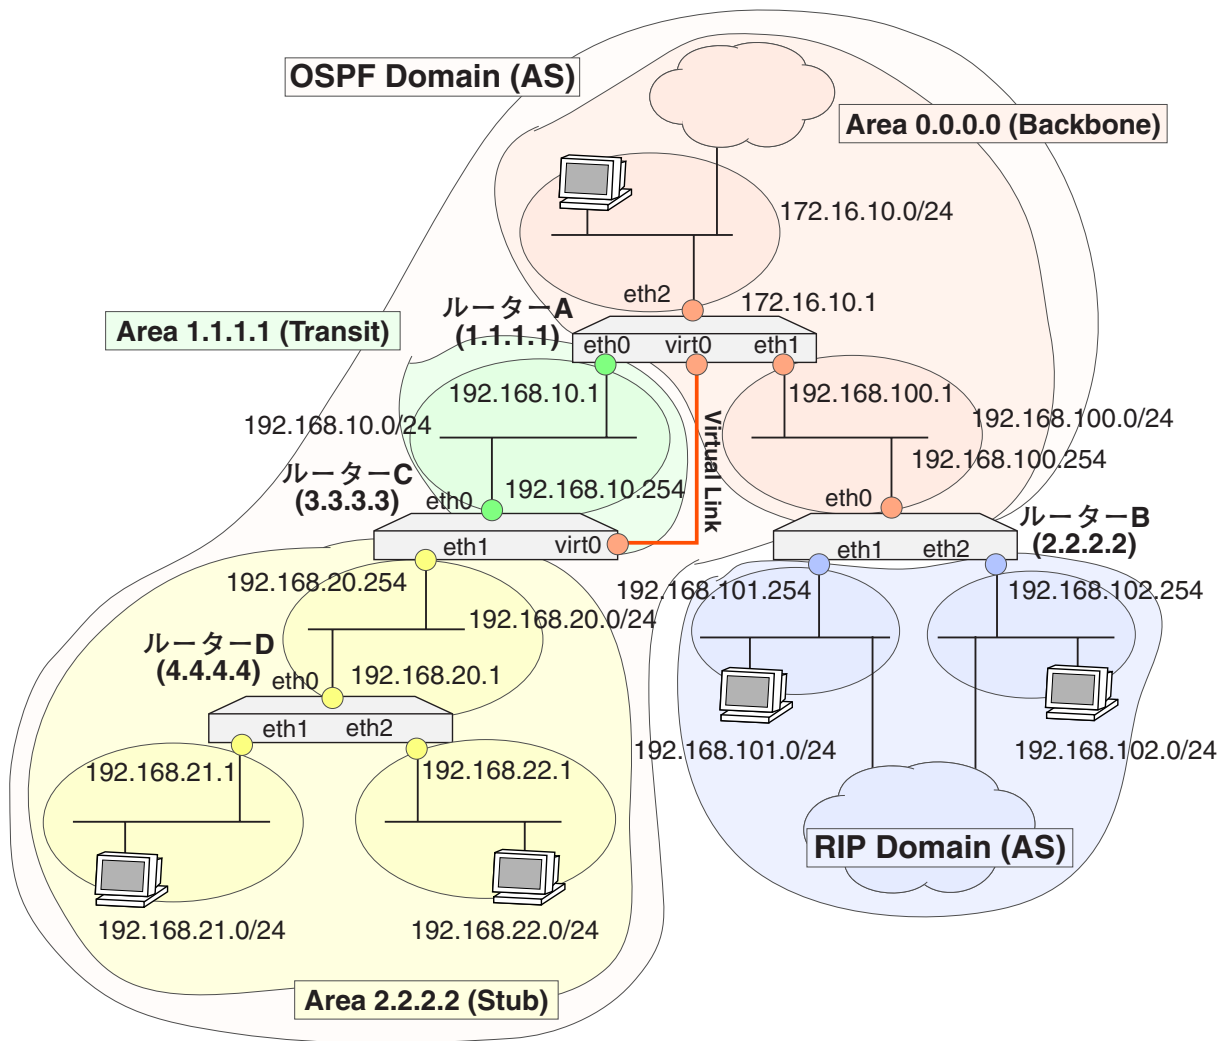 OSPF Domain (AS)
Area 0.0.0.0 (Backbone)
172.16.10.0/24
eth2
172.16.10.1
ルーターA
(1.1.1.1)
Area 1.1.1.1 (Transit)
eth0
virt0
eth1
192.168.10.1
192.168.100.1
192.168.10.0/24
192.168.100.0/24
Virtual Link
192.168.100.254
ルーターC
(3.3.3.3)
eth0
192.168.10.254
eth0
ルーターB
(2.2.2.2)
eth1
virt0
eth1
eth2
192.168.20.254
192.168.101.254
192.168.102.254
192.168.20.0/24
ルーターD
(4.4.4.4)
eth0
192.168.20.1
eth1
eth2
192.168.101.0/24
192.168.102.0/24
192.168.21.1
192.168.22.1
RIP Domain (AS)
192.168.21.0/24
192.168.22.0/24
Area 2.2.2.2 (Stub)